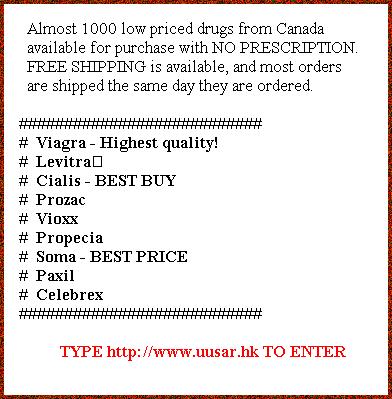 Almost 1000 low priced drugs from Canada
available for purchase with NO PRESCRIPTION.
FREE SHIPPING is available, and most orders
are shipped the same day they are ordered.
####################################
# Viagra - Highest quality!
# Levitra▯
# Cialis - BEST BUY
# Prozac
# Vioxx
# Propecia
# Soma - BEST PRICE
# Paxil
# Celebrex
####################################
TYPE http://www.uusar.hk TO ENTER